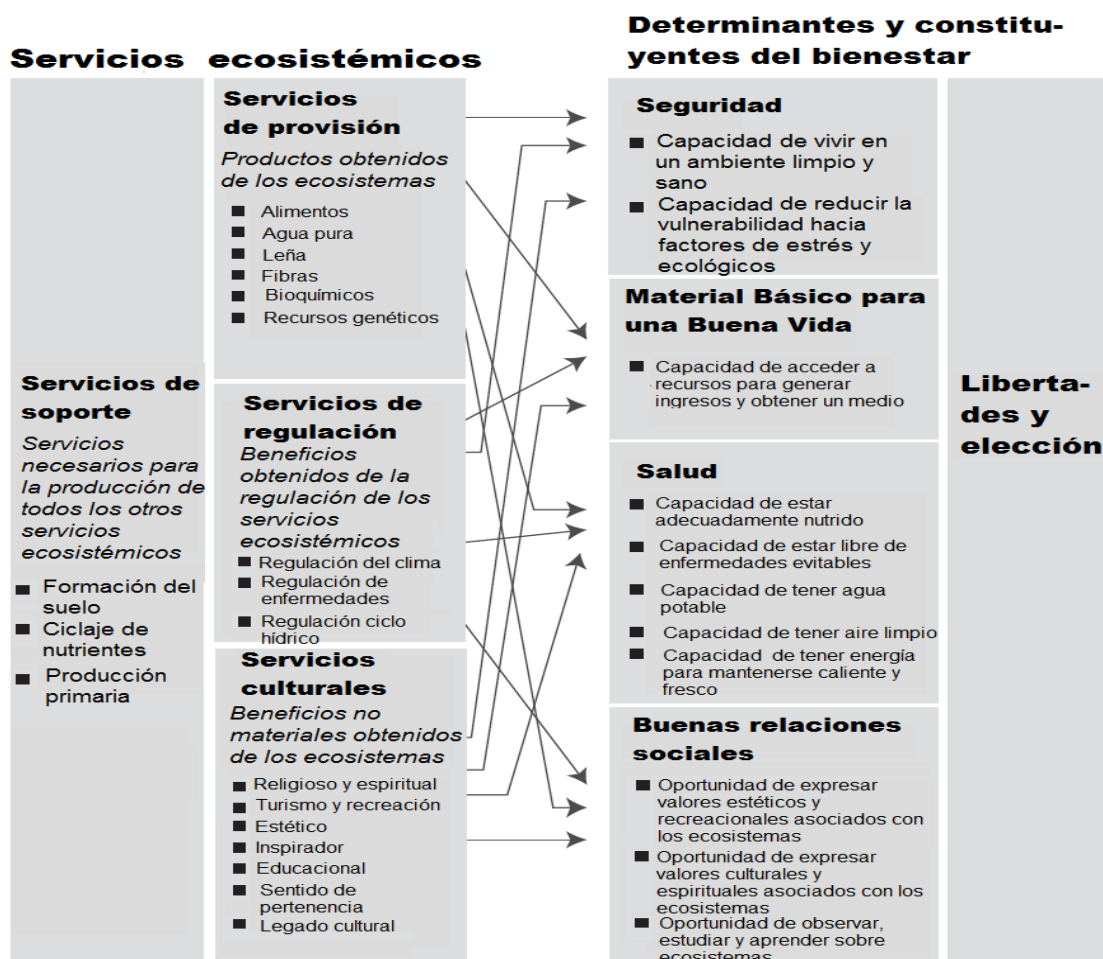 Servicios ecosistémicos
Servicios de
soporte
Servicios
necesarios para
la producción de
todos los otros
servicios
ecosistémicos
Formación del
suelo
Ciclaje de
nutrientes
Producción
primaria
Servicios
de provisión
Productos obtenidos
de los ecosistemas
Alimentos
Agua pura
Leña
Fibras
Bioquímicos
Recursos genéticos
Servicios de
regulación
Beneficios
obtenidos de la
regulación de los
servicios
ecosistémicos
Regulación del clima
Regulación de
enfermedades
Regulación ciclo
hídrico
Servicios
culturales
Beneficios no
materiales obtenidos
de los ecosistemas
Religioso y espiritual
Turismo y recreación
Estético
Inspirador
Educacional
Sentido de
pertenencia
Legado cultural
Determinantes y constitu-
yentes del bienestar
Seguridad
Capacidad de vivir en
un ambiente limpio y
sano
Capacidad de reducir la
vulnerabilidad hacia
factores de estrés y
ecológicos
Material Básico para
una Buena Vida
Capacidad de acceder a
recursos para generar
ingresos y obtener un medio
Salud
Capacidad de estar
adecuadamente nutrido
Capacidad de estar libre de
enfermedades evitables
Capacidad de tener agua
potable
Capacidad de tener aire limpio
Capacidad de tener energía
para mantenerse caliente y
fresco
Buenas relaciones
sociales
Oportunidad de expresar
valores estéticos y
recreacionales asociados con
los ecosistemas
Oportunidad de expresar
valores culturales y
espirituales asociados con los
ecosistemas
Oportunidad de observar,
estudiar y aprender sobre
ecosistemas
Liberta-
des y
elección